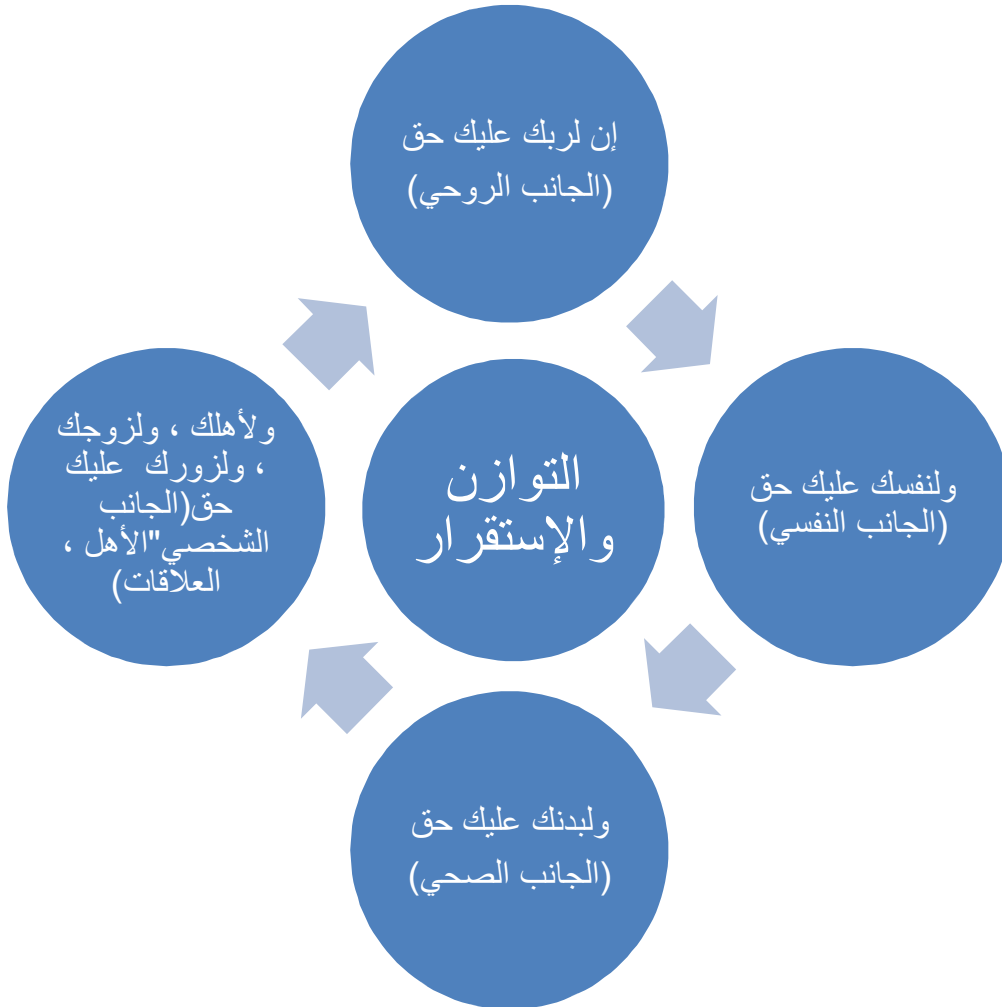 إن لربك عليك حق
(الجانب الروحي)
ولنفسك عليك حق
(الجانب النفسي)
ولبدنك عليك حق
(الجانب الصحي)
ولأهلك ، ولزوجك
، ولزورك عليك
حق(الجانب
الشخصي"الأهل ،
العلاقات)
التوازن
والإستقرار